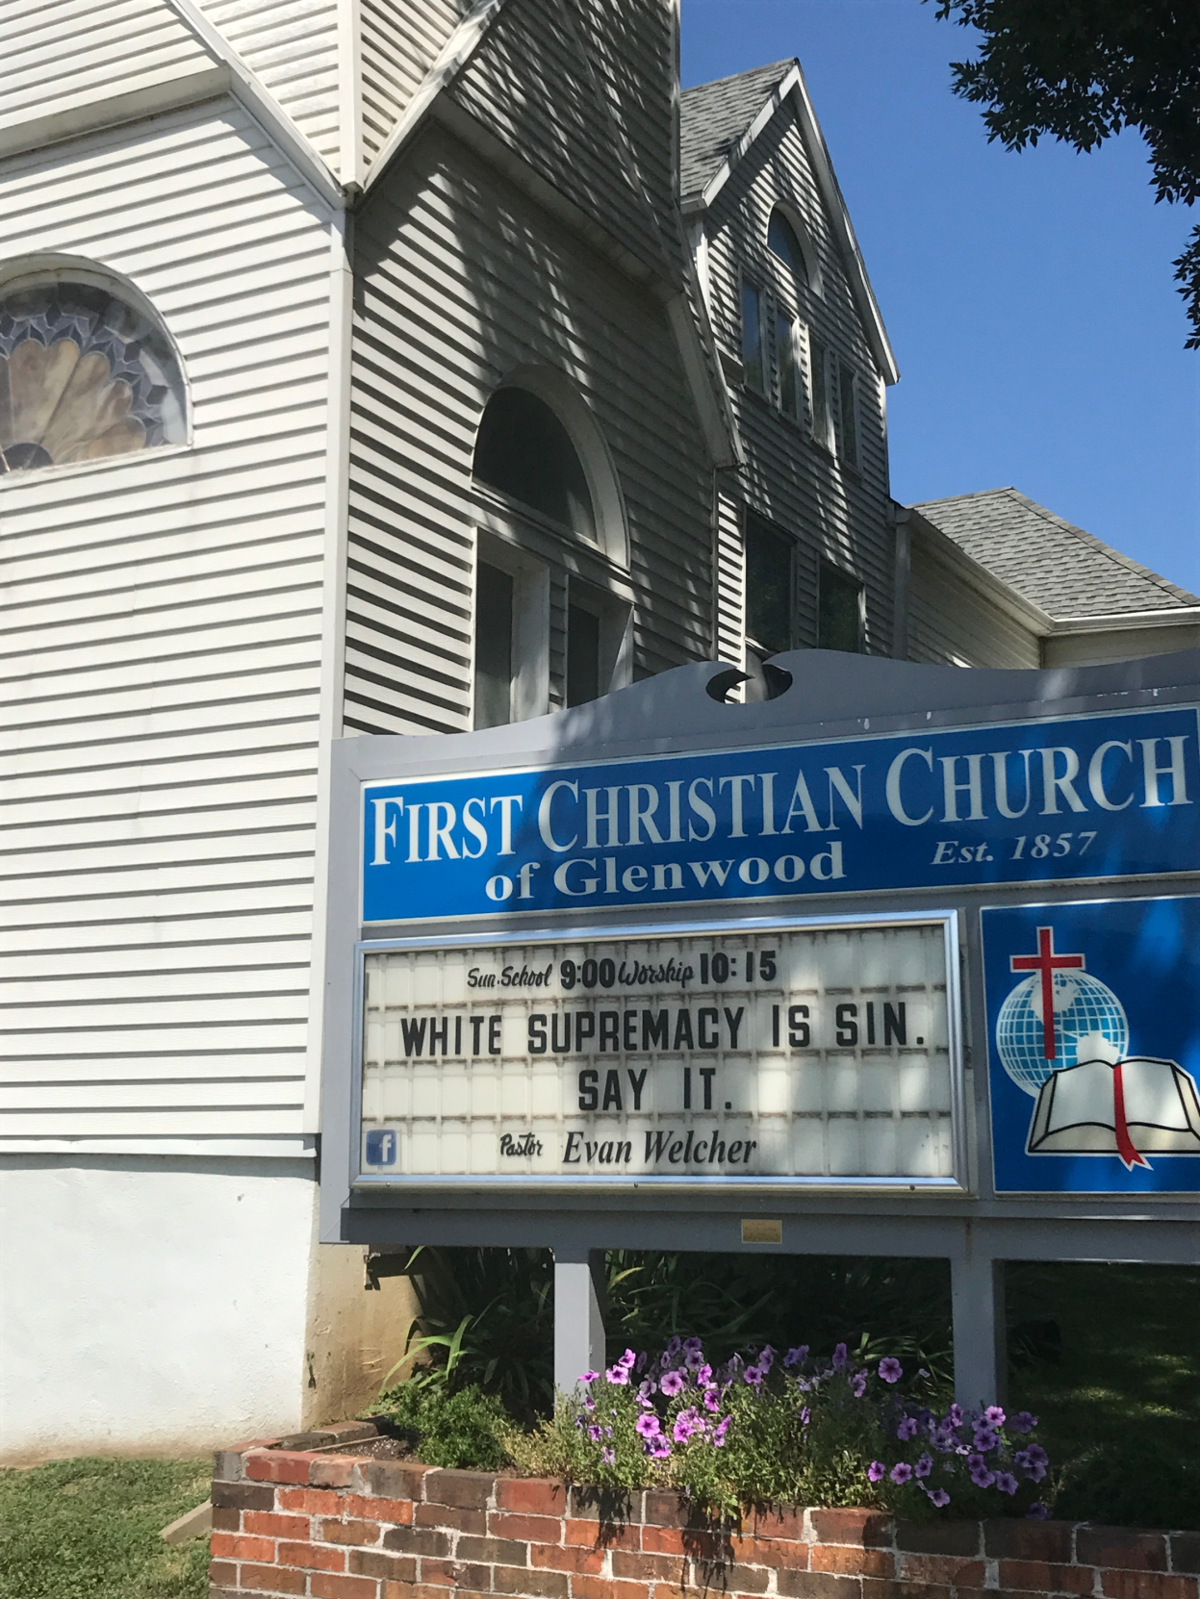 FIRST CHRISTIAN CHURCH
of Glenwood Est. 1857
Sun. School 9:00 Worship 10:15
WHITE SUPREMACY IS SIN.
SAY IT.
f Pastor Evan Welcher